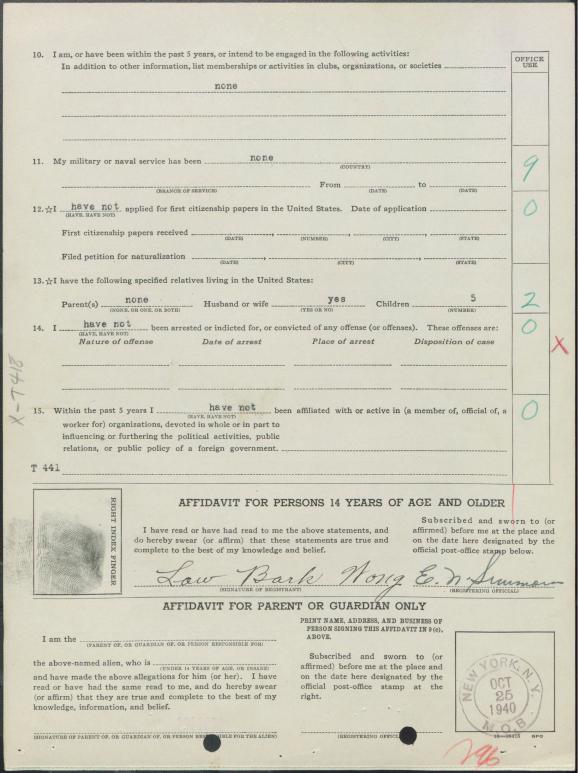 10. I am, or have been within the past 5 years, or intend to be engaged in the following activities:
In addition to other information, list memberships or activities in clubs, organizations, or societies
none
OFFICE
USE
11. My military or naval service has been none
(COUNTRY)
9
From to
(BRANCH OF SERVICE) (DATE) (DATE)
12. ☆I have not applied for first citizenship papers in the United States. Date of application
(HAVE, HAVE NOT)
0
First citizenship papers received
(DATE) (NUMBER) (CITY) (STATE)
Filed petition for naturalization
(DATE) (CITY) (STATE)
13. ☆I have the following specified relatives living in the United States:
Parent(s) none Husband or wife yes Children 5
(NONE, OR ONE, OR BOTH) (YES OR NO) (NUMBER)
2
14. I have not been arrested or indicted for, or convicted of any offense (or offenses). These offenses are:
(HAVE, HAVE NOT)
0
X
Nature of offense Date of arrest Place of arrest Disposition of case
X-T418
15. Within the past 5 years I have not been affiliated with or active in (a member of, official of, a
(HAVE, HAVE NOT)
0
worker for) organizations, devoted in whole or in part to
influencing or furthering the political activities, public
relations, or public policy of a foreign government.
T 441
RIGHT INDEX FINGER
AFFIDAVIT FOR PERSONS 14 YEARS OF AGE AND OLDER
I have read or have had read to me the above statements, and
do hereby swear (or affirm) that these statements are true and
complete to the best of my knowledge and belief.
Subscribed and sworn to (or
affirmed) before me at the place and
on the date here designated by the
official post-office stamp below.
Law Bark Wong E. N. Simmons
(SIGNATURE OF REGISTRANT) (REGISTERING OFFICIAL)
AFFIDAVIT FOR PARENT OR GUARDIAN ONLY
I am the
(PARENT OF, OR GUARDIAN OF, OR PERSON RESPONSIBLE FOR)
the above-named alien, who is
(UNDER 14 YEARS OF AGE, OR INSANE)
and have made the above allegations for him (or her). I have
read or have had the same read to me, and do hereby swear
(or affirm) that they are true and complete to the best of my
knowledge, information, and belief.
(SIGNATURE OF PARENT OF, OR GUARDIAN OF, OR PERSON RESPONSIBLE FOR THE ALIEN)
PRINT NAME, ADDRESS, AND BUSINESS OF
PERSON SIGNING THIS AFFIDAVIT IN 9 (c),
ABOVE.
Subscribed and sworn to (or
affirmed) before me at the place and
on the date here designated by the
official post-office stamp at the
right.
(REGISTERING OFFICIAL)
NEW YORK, N.Y.
OCT
25
1940
M.O.B.
GPO
296